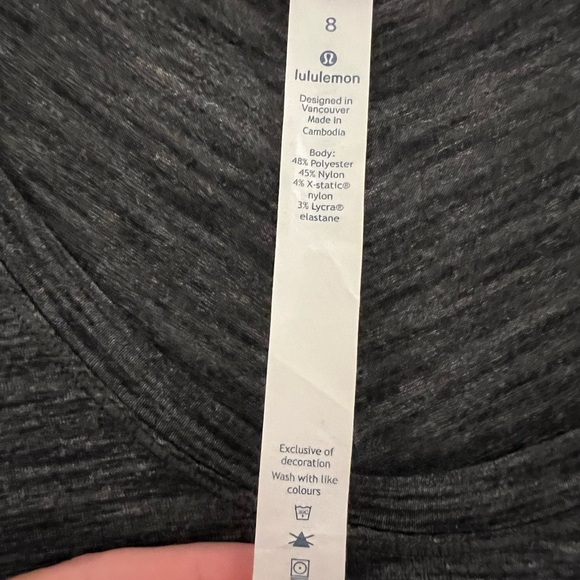 8
lululemon
Designed in
Vancouver
Made in
Cambodia
Body:
48% Polyester
45% Nylon
4% X-static®
nylon
3% Lycra®
elastane
Exclusive of
decoration
Wash with like
colours